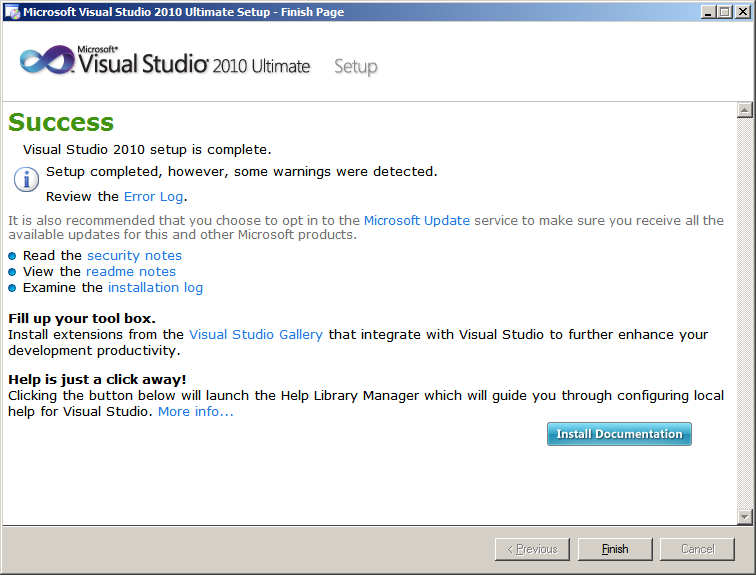 Microsoft Visual Studio 2010 Ultimate Setup - Finish Page
Microsoft®
Visual Studio® 2010 Ultimate Setup
Success
Visual Studio 2010 setup is complete.
Setup completed, however, some warnings were detected.
Review the Error Log.
It is also recommended that you choose to opt in to the Microsoft Update service to make sure you receive all the
available updates for this and other Microsoft products.
Read the security notes
View the readme notes
Examine the installation log
Fill up your tool box.
Install extensions from the Visual Studio Gallery that integrate with Visual Studio to further enhance your
development productivity.
Help is just a click away!
Clicking the button below will launch the Help Library Manager which will guide you through configuring local
help for Visual Studio. More info...
Install Documentation
< Previous Finish Cancel